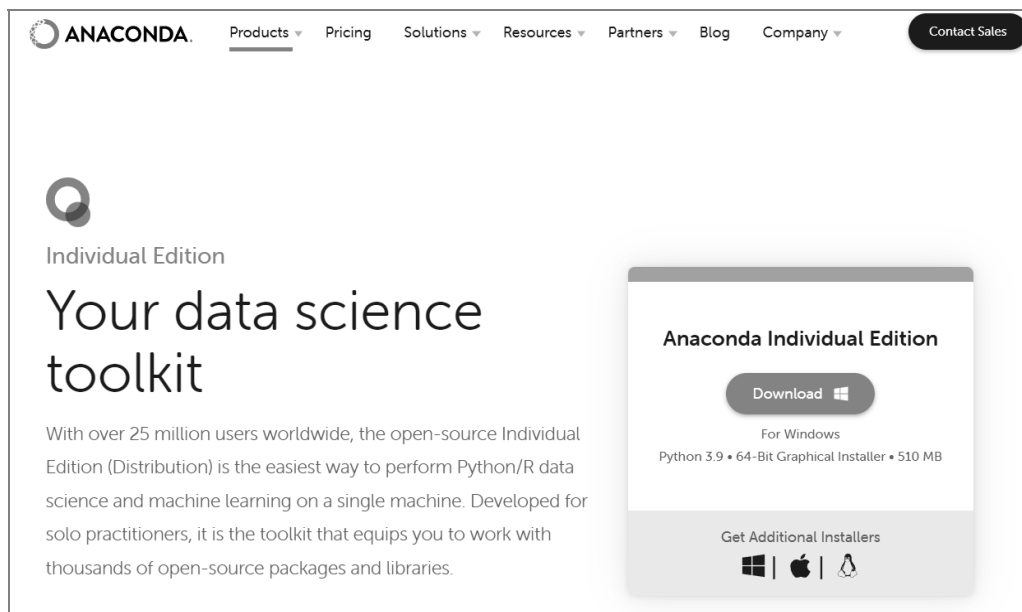 ANACONDA.
Products Pricing Solutions Resources Partners Blog Company Contact Sales
Individual Edition
Your data science
toolkit
With over 25 million users worldwide, the open-source Individual
Edition (Distribution) is the easiest way to perform Python/R data
science and machine learning on a single machine. Developed for
solo practitioners, it is the toolkit that equips you to work with
thousands of open-source packages and libraries.
Anaconda Individual Edition
Download
For Windows
Python 3.9 • 64-Bit Graphical Installer • 510 MB
Get Additional Installers